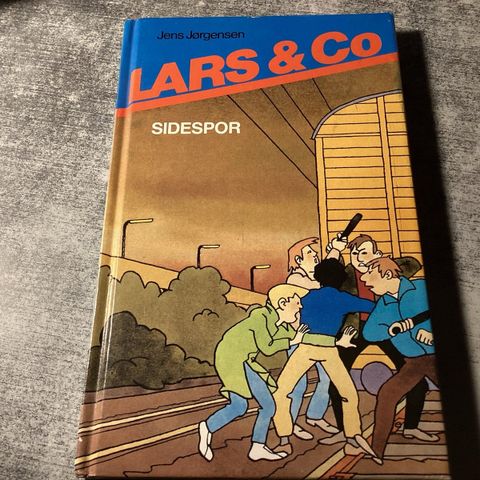 Jens Jørgensen
LARS & Co
SIDESPOR